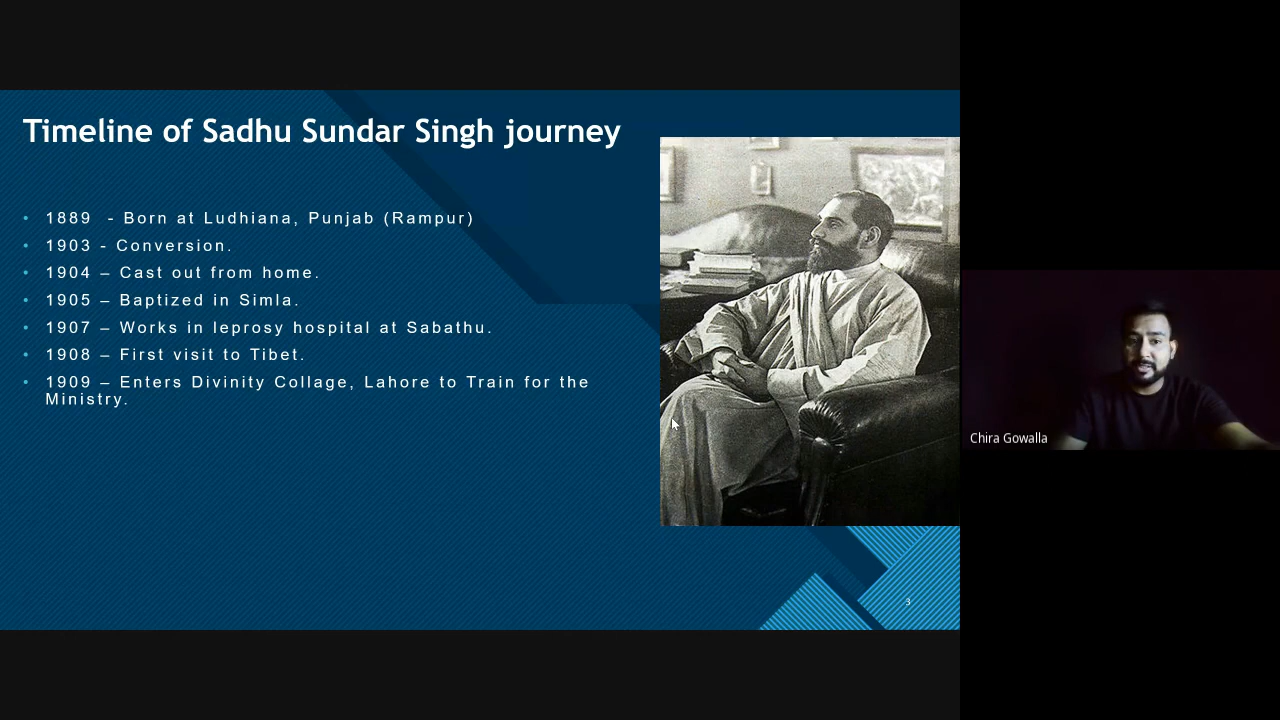 Timeline of Sadhu Sundar Singh journey
• 1889 - Born at Ludhiana, Punjab (Rampur)
• 1903 - Conversion.
• 1904 – Cast out from home.
• 1905 – Baptized in Simla.
• 1907 – Works in leprosy hospital at Sabathu.
• 1908 – First visit to Tibet.
• 1909 – Enters Divinity Collage, Lahore to Train for the
Ministry.
3
Chira Gowalla